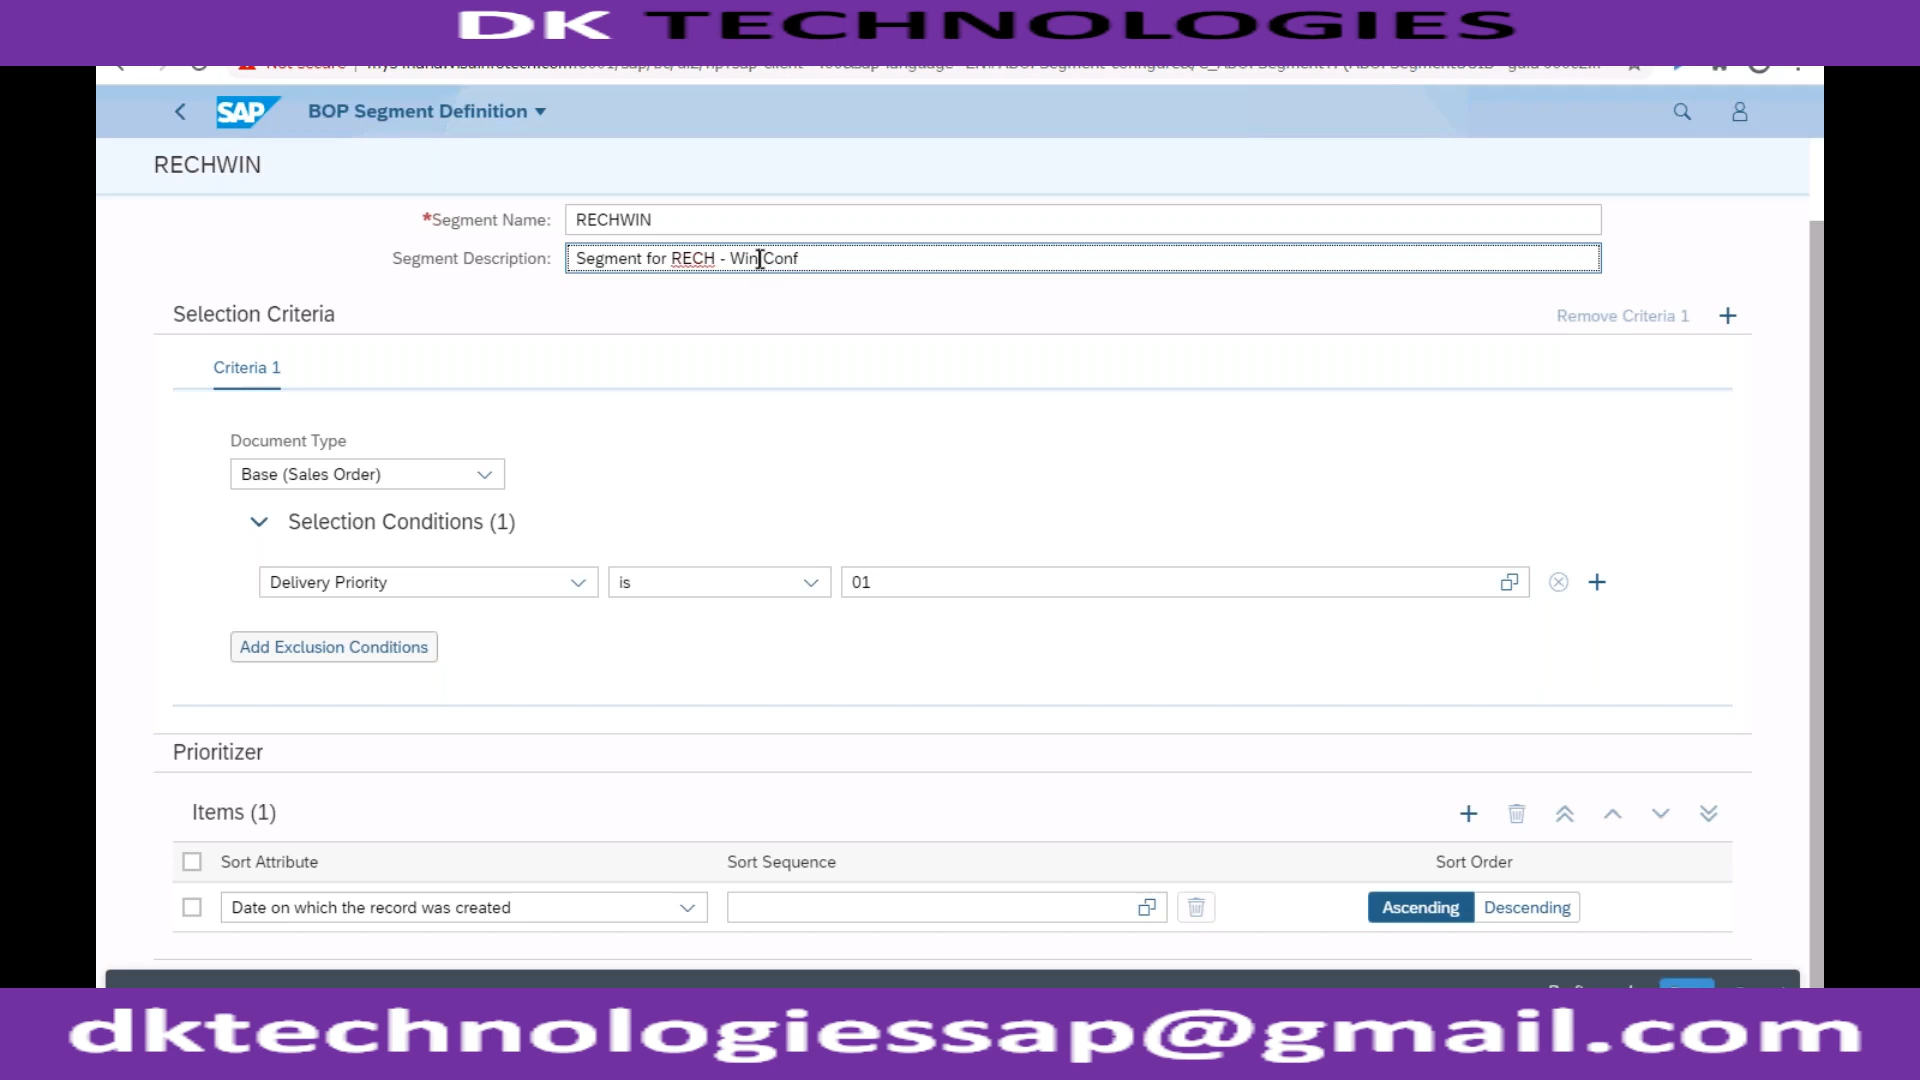 DK TECHNOLOGIES
SAP BOP Segment Definition
RECHWIN
*Segment Name: RECHWIN
Segment Description: Segment for RECH - Win Conf
Selection Criteria
Remove Criteria 1
Criteria 1
Document Type
Base (Sales Order)
Selection Conditions (1)
Delivery Priority is 01
Add Exclusion Conditions
Prioritizer
Items (1)
Sort Attribute Sort Sequence Sort Order
Date on which the record was created Ascending Descending
dktechnologiessap@gmail.com